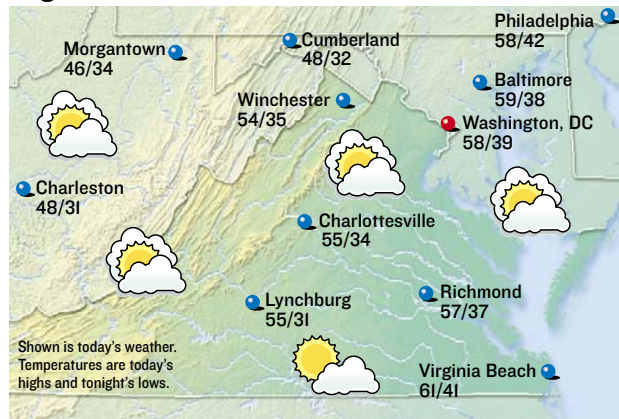 Philadelphia
58/42
Morgantown
46/34
Cumberland
48/32
Baltimore
59/38
Winchester
54/35
Washington, DC
58/39
Charleston
48/31
Charlottesville
55/34
Lynchburg
55/31
Richmond
57/37
Shown is today's weather.
Temperatures are today's
highs and tonight's lows.
Virginia Beach
61/41